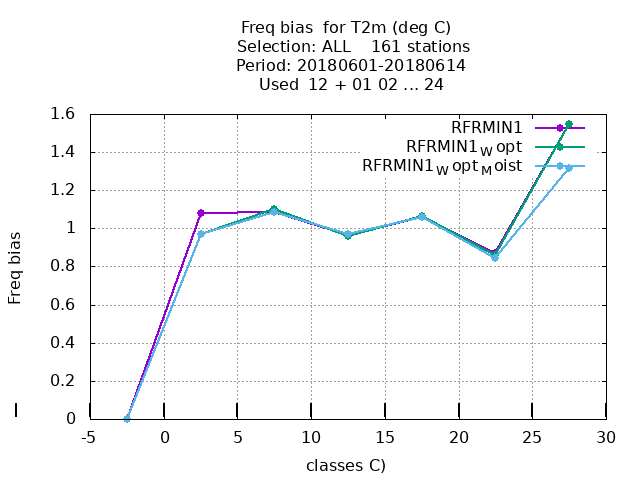 Freq bias for T2m (deg C)
Selection: ALL 161 stations
Period: 20180601-20180614
Used 12 + 01 02 ... 24
RFRMIN1
RFRMIN1W opt
RFRMIN1W optMoist
1.6
1.4
1.2
1
0.8
0.6
0.4
0.2
0
Freq bias
-5 0 5 10 15 20 25 30
classes C)